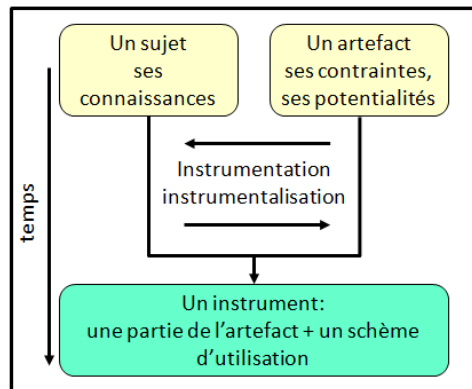 Un sujet
ses
connaissances
Un artefact
ses contraintes,
ses potentialités
Instrumentation
instrumentalisation
temps
Un instrument:
une partie de l'artefact + un schème
d'utilisation